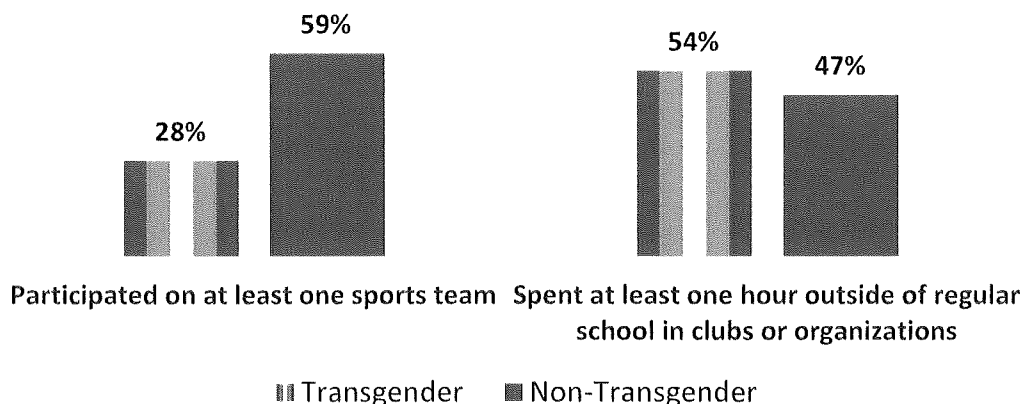 59%
54%
47%
28%
Participated on at least one sports team
Spent at least one hour outside of regular
school in clubs or organizations
Transgender
Non-Transgender